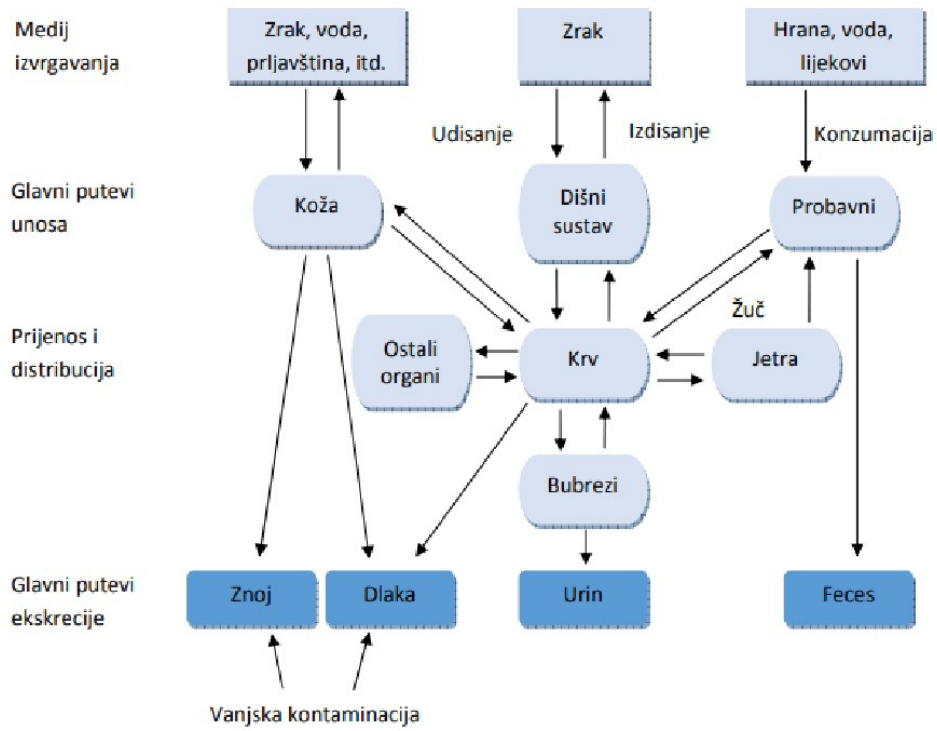 Medij
izvrgavanja
Zrak, voda,
prljavština, itd.
Zrak
Hrana, voda,
lijekovi
Udisanje
Izdisanje
Konzumacija
Glavni putevi
unosa
Koža
Dišni
sustav
Probavni
Žuč
Prijenos i
distribucija
Ostali
organi
Krv
Jetra
Bubrezi
Glavni putevi
ekskrecije
Znoj
Dlaka
Urin
Feces
Vanjska kontaminacija